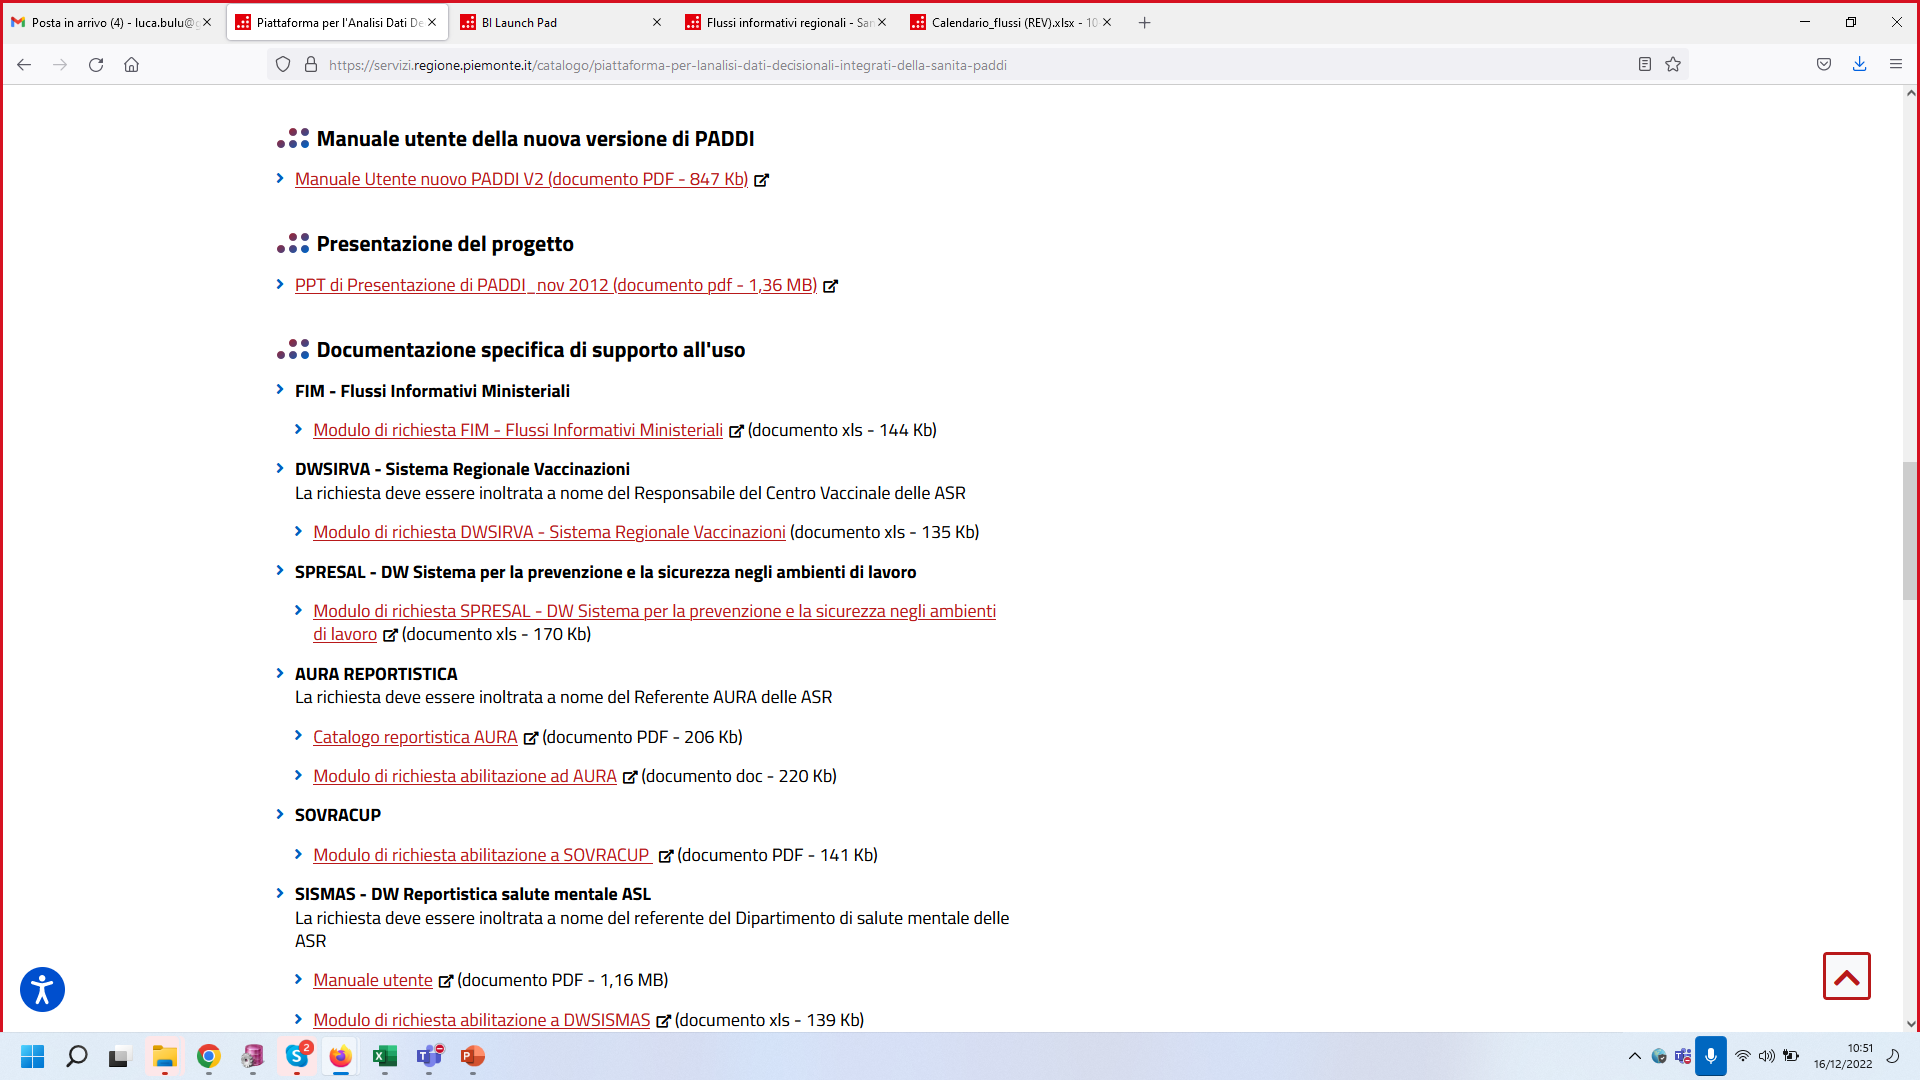 Posta in arrivo (4) - luca.bulu@
Piattaforma per l'Analisi Dati De
BI Launch Pad
Flussi informativi regionali - San
Calendario_flussi (REV).xlsx - 10
https://servizi.regione.piemonte.it/catalogo/piattaforma-per-lanalisi-dati-decisionali-integrati-della-sanita-paddi
Manuale utente della nuova versione di PADDI
Manuale Utente nuovo PADDI V2 (documento PDF - 847 Kb)
Presentazione del progetto
PPT di Presentazione di PADDI_nov 2012 (documento pdf - 1,36 MB)
Documentazione specifica di supporto all'uso
FIM - Flussi Informativi Ministeriali
Modulo di richiesta FIM - Flussi Informativi Ministeriali (documento xls - 144 Kb)
DWSIRVA - Sistema Regionale Vaccinazioni
La richiesta deve essere inoltrata a nome del Responsabile del Centro Vaccinale delle ASR
Modulo di richiesta DWSIRVA - Sistema Regionale Vaccinazioni (documento xls - 135 Kb)
SPRESAL - DW Sistema per la prevenzione e la sicurezza negli ambienti di lavoro
Modulo di richiesta SPRESAL - DW Sistema per la prevenzione e la sicurezza negli ambienti
di lavoro (documento xls - 170 Kb)
AURA REPORTISTICA
La richiesta deve essere inoltrata a nome del Referente AURA delle ASR
Catalogo reportistica AURA (documento PDF - 206 Kb)
Modulo di richiesta abilitazione ad AURA (documento doc - 220 Kb)
SOVRACUP
Modulo di richiesta abilitazione a SOVRACUP (documento PDF - 141 Kb)
SISMAS - DW Reportistica salute mentale ASL
La richiesta deve essere inoltrata a nome del referente del Dipartimento di salute mentale delle
ASR
Manuale utente (documento PDF - 1,16 MB)
Modulo di richiesta abilitazione a DWSISMAS (documento xls - 139 Kb)
2
10:51
16/12/2022